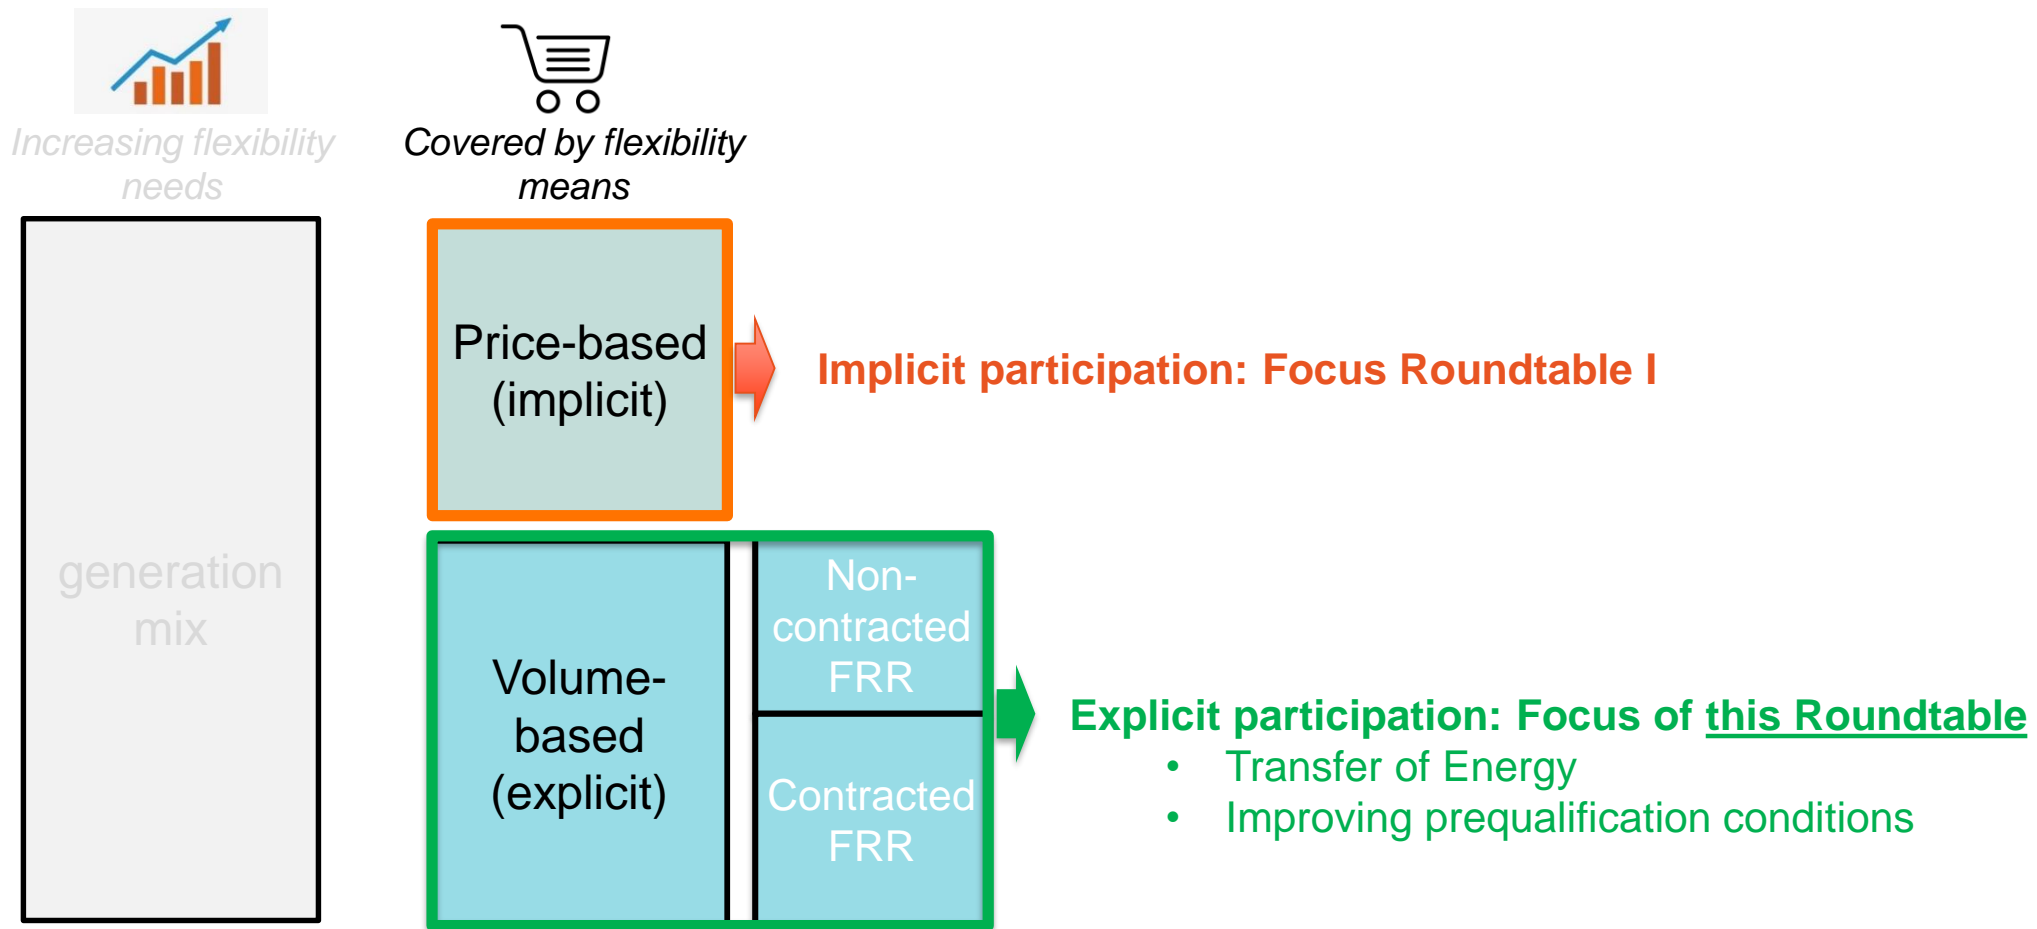 Increasing flexibility
needs
Covered by flexibility
means
generation
mix
Price-based
(implicit)
Implicit participation: Focus Roundtable I
Volume-
based
(explicit)
Non-
contracted
FRR
Contracted
FRR
Explicit participation: Focus of this Roundtable
• Transfer of Energy
• Improving prequalification conditions